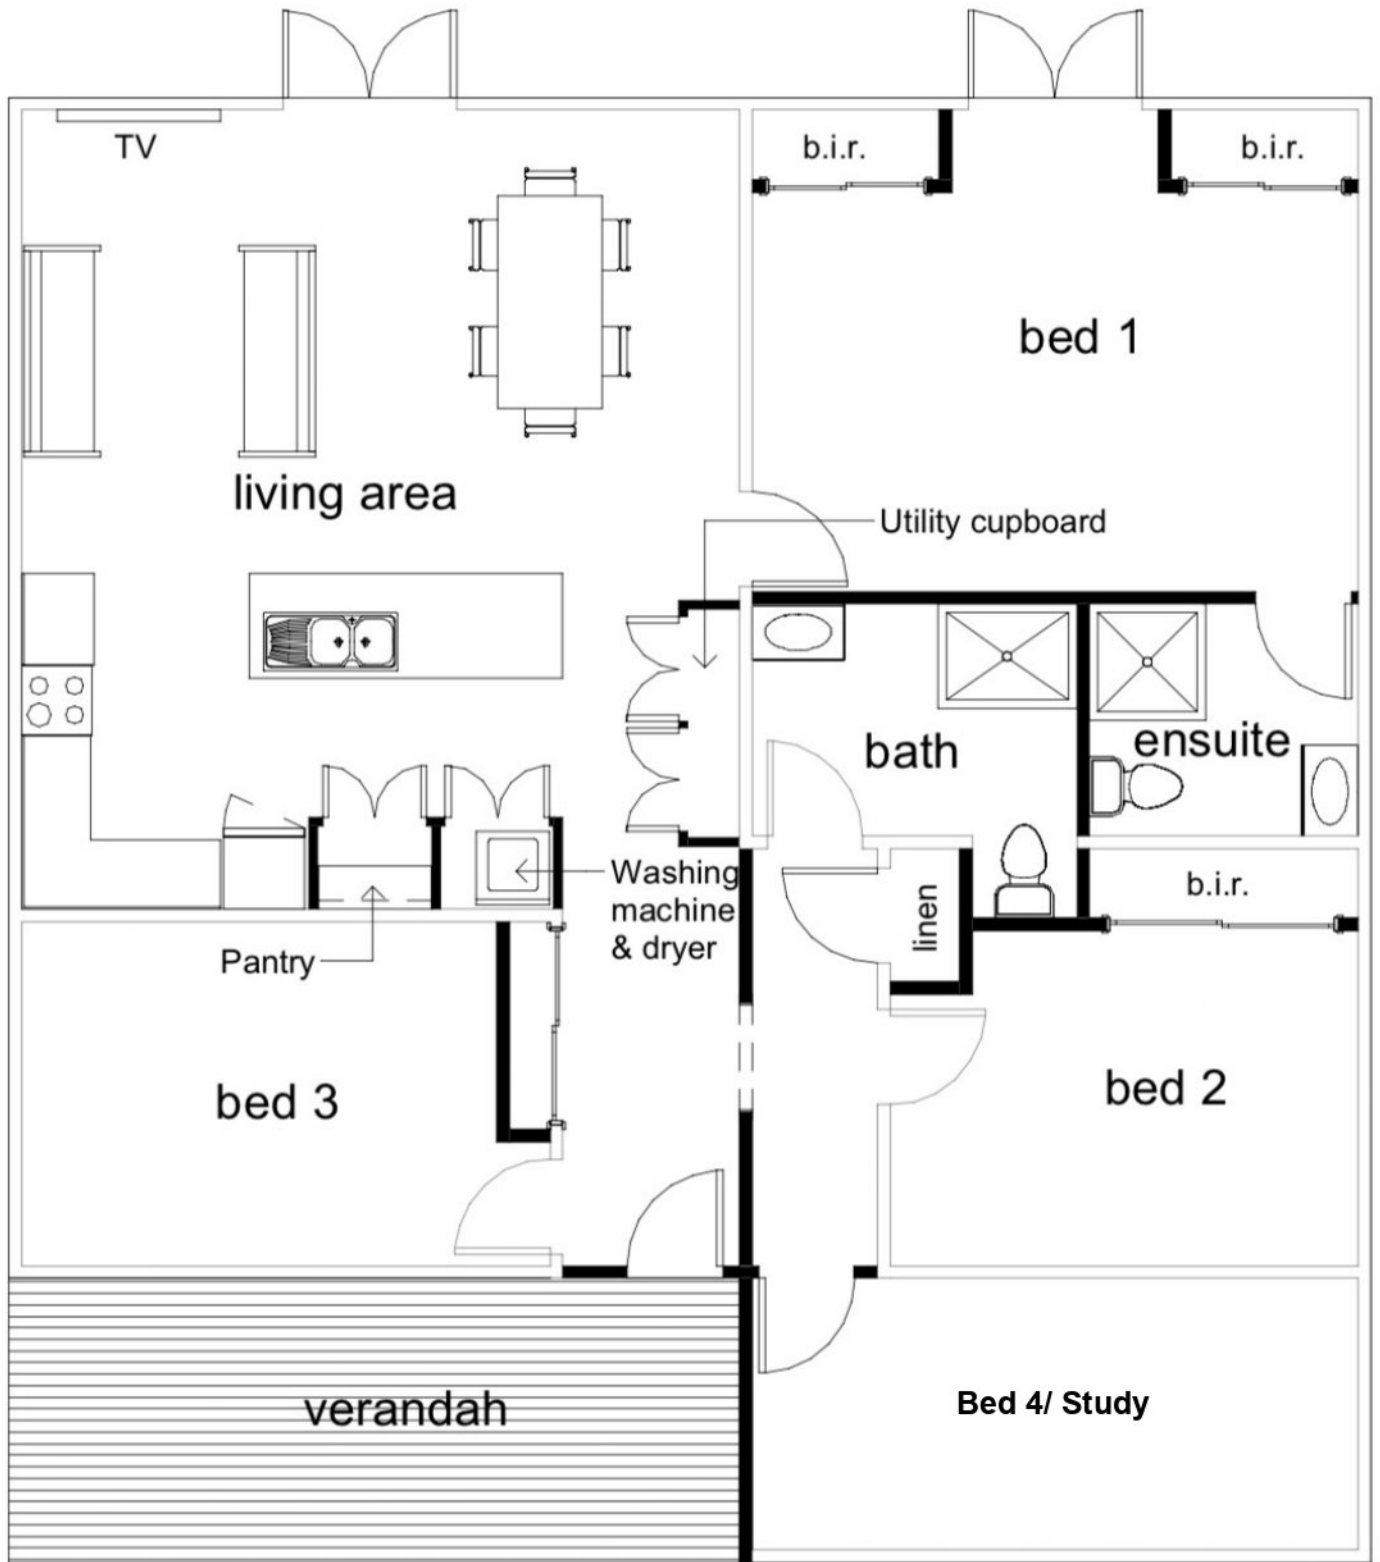 TV
b.i.r.
b.i.r.
bed 1
living area
Utility cupboard
bath
ensuite
Washing
machine
& dryer
b.i.r.
linen
Pantry
bed 3
bed 2
verandah
Bed 4/ Study